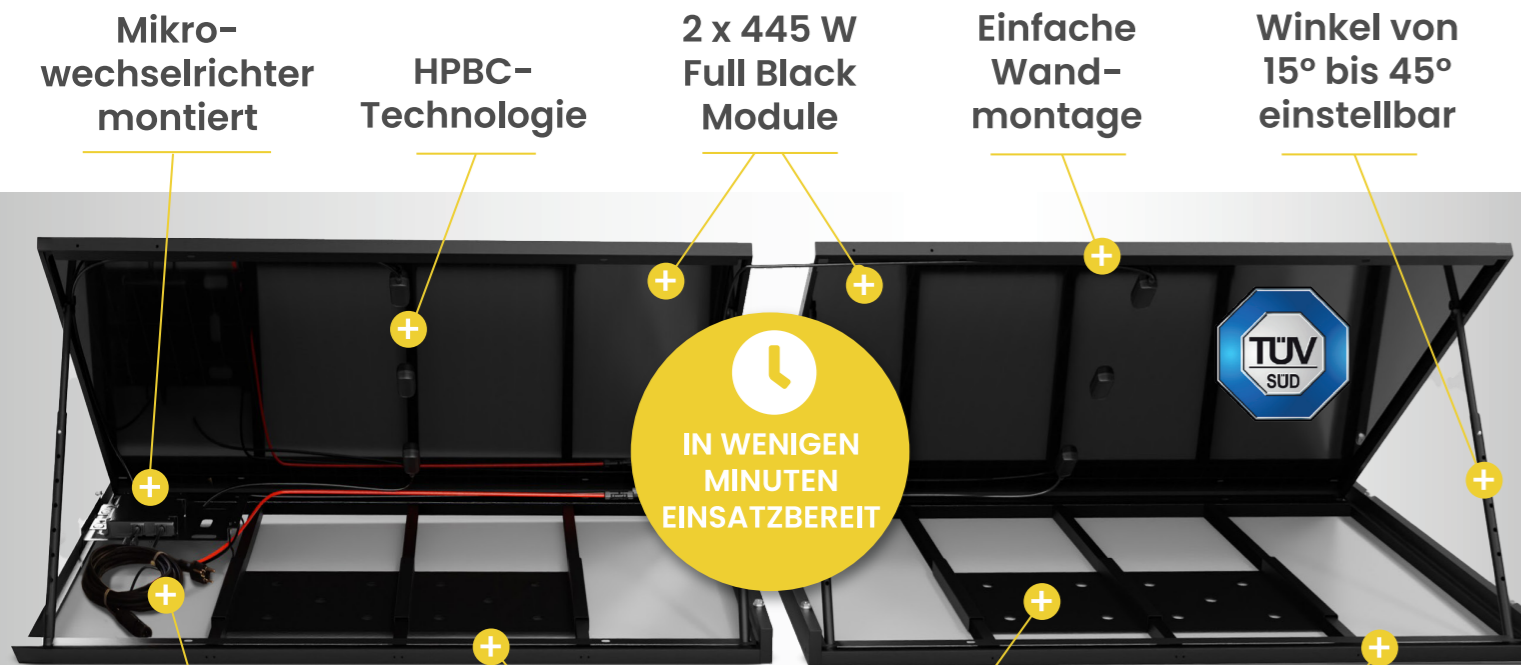 Mikro-
wechselrichter
montiert
HPBC-
Technologie
2 x 445 W
Full Black
Module
Einfache
Wand-
montage
Winkel von
15° bis 45°
einstellbar
TÜV
SÜD
IN WENIGEN
MINUTEN
EINSATZBEREIT